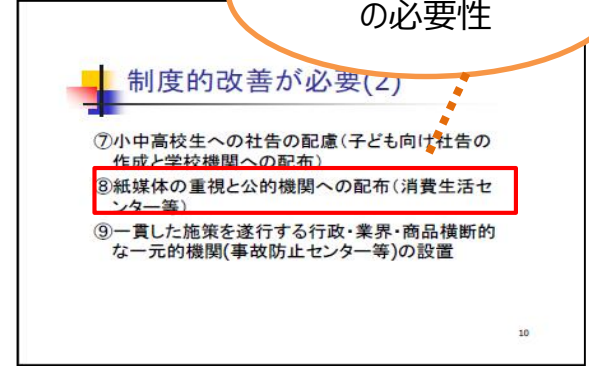 の必要性
制度的改善が必要(2)
⑦小中高校生への社告の配慮(子ども向け社告の
作成と学校機関への配布)
⑧紙媒体の重視と公的機関への配布(消費生活セ
ンター等)
⑨一貫した施策を遂行する行政・業界・商品横断的
な一元的機関(事故防止センター等)の設置
10